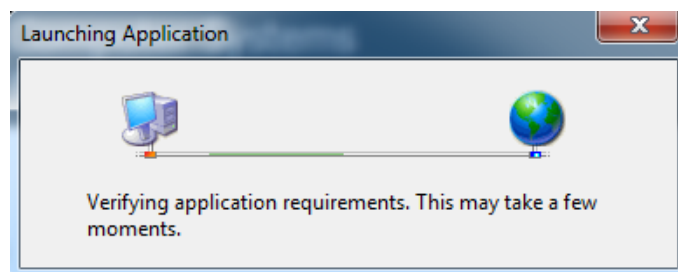 Launching Application
Verifying application requirements. This may take a few
moments.